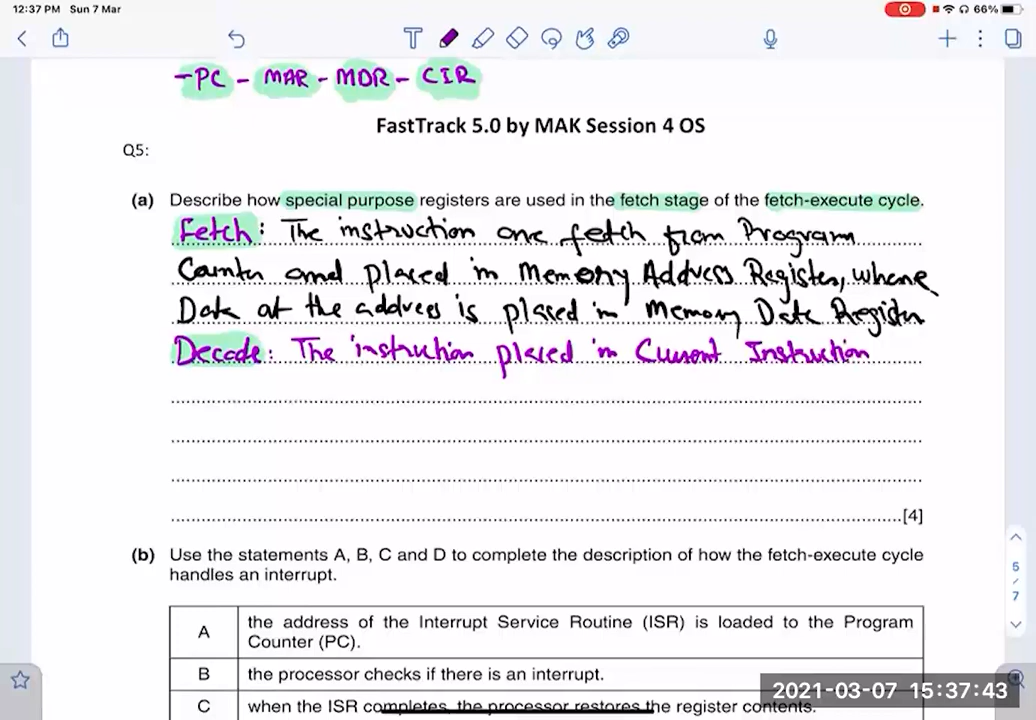 12:37 PM Sun 7 Mar
66%
-PC - MAR - MDR - CIR
FastTrack 5.0 by MAK Session 4 OS
Q5:
(a) Describe how special purpose registers are used in the fetch stage of the fetch-execute cycle.
Fetch: The instruction are fetch from Program
Counter and placed in Memory Address Register, where
Data at the address is placed in Memory Data Register
Decode: The instruction placed in Current Instruction
[4]
(b) Use the statements A, B, C and D to complete the description of how the fetch-execute cycle
handles an interrupt.
A the address of the Interrupt Service Routine (ISR) is loaded to the Program
Counter (PC).
B the processor checks if there is an interrupt.
C when the ISR completes, the processor restores the register contents.
5
/
7
2021-03-07 15:37:43